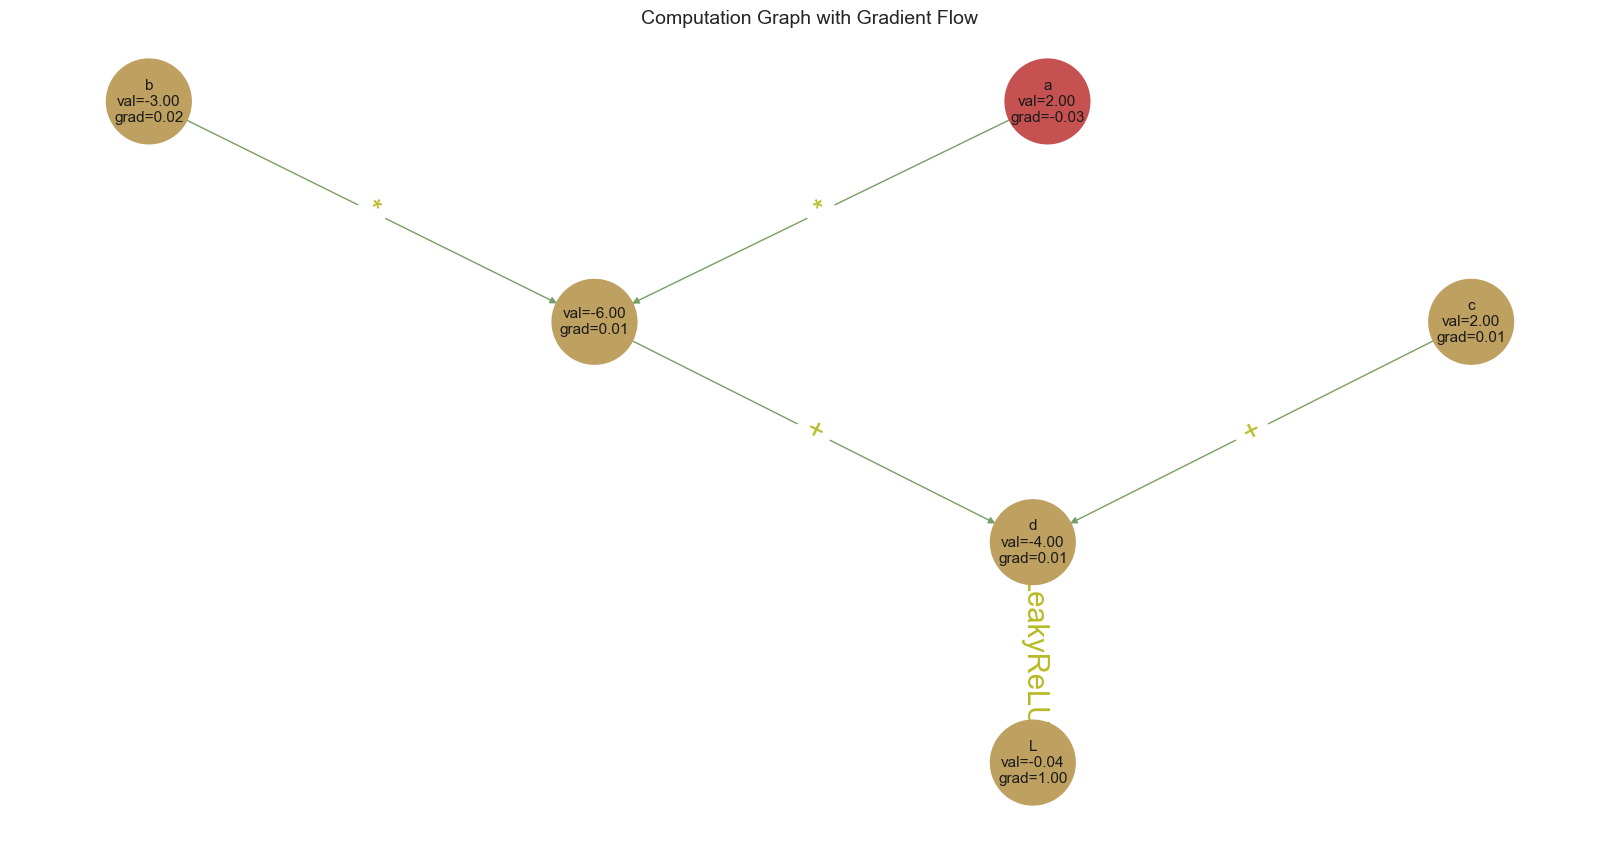 Computation Graph with Gradient Flow
b
val=-3.00
grad=0.02
a
val=2.00
grad=-0.03
*
*
val=-6.00
grad=0.01
c
val=2.00
grad=0.01
+
+
d
val=-4.00
grad=0.01
LeakyReLU
L
val=-0.04
grad=1.00